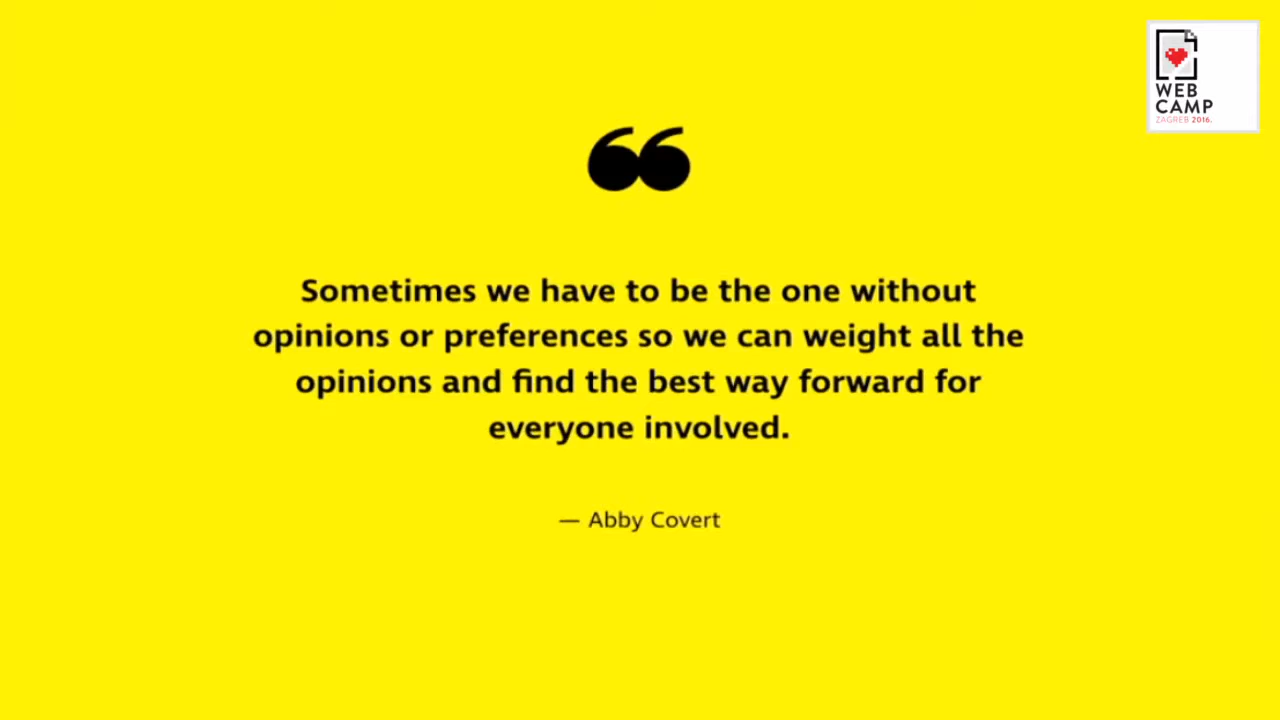 WEB
CAMP
ZAGREB 2016.
Sometimes we have to be the one without
opinions or preferences so we can weight all the
opinions and find the best way forward for
everyone involved.
— Abby Covert